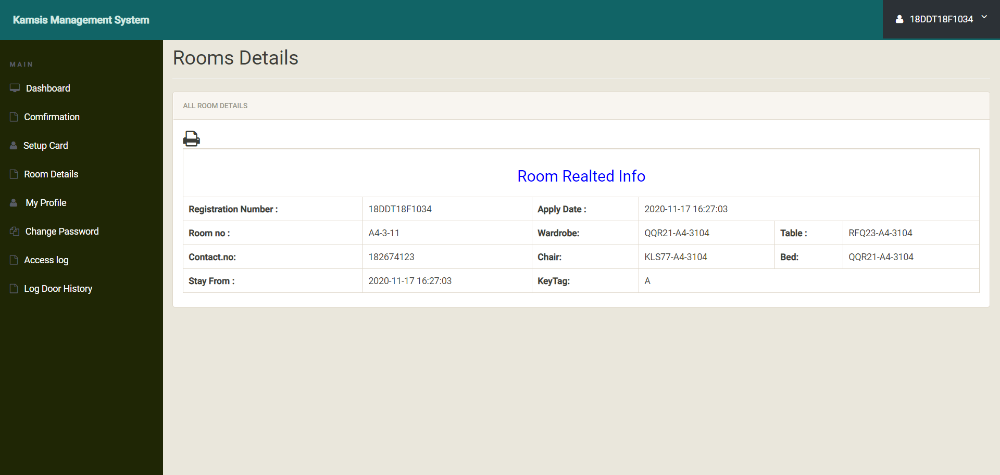 Kamsis Management System
18DDT18F1034
MAIN
Dashboard
Comfirmation
Setup Card
Room Details
My Profile
Change Password
Access log
Log Door History
Rooms Details
ALL ROOM DETAILS
Room Realted Info
Registration Number : 18DDT18F1034 Apply Date : 2020-11-17 16:27:03
Room no : A4-3-11 Wardrobe: QQR21-A4-3104 Table : RFQ23-A4-3104
Contact.no: 182674123 Chair: KLS77-A4-3104 Bed: QQR21-A4-3104
Stay From : 2020-11-17 16:27:03 KeyTag: A